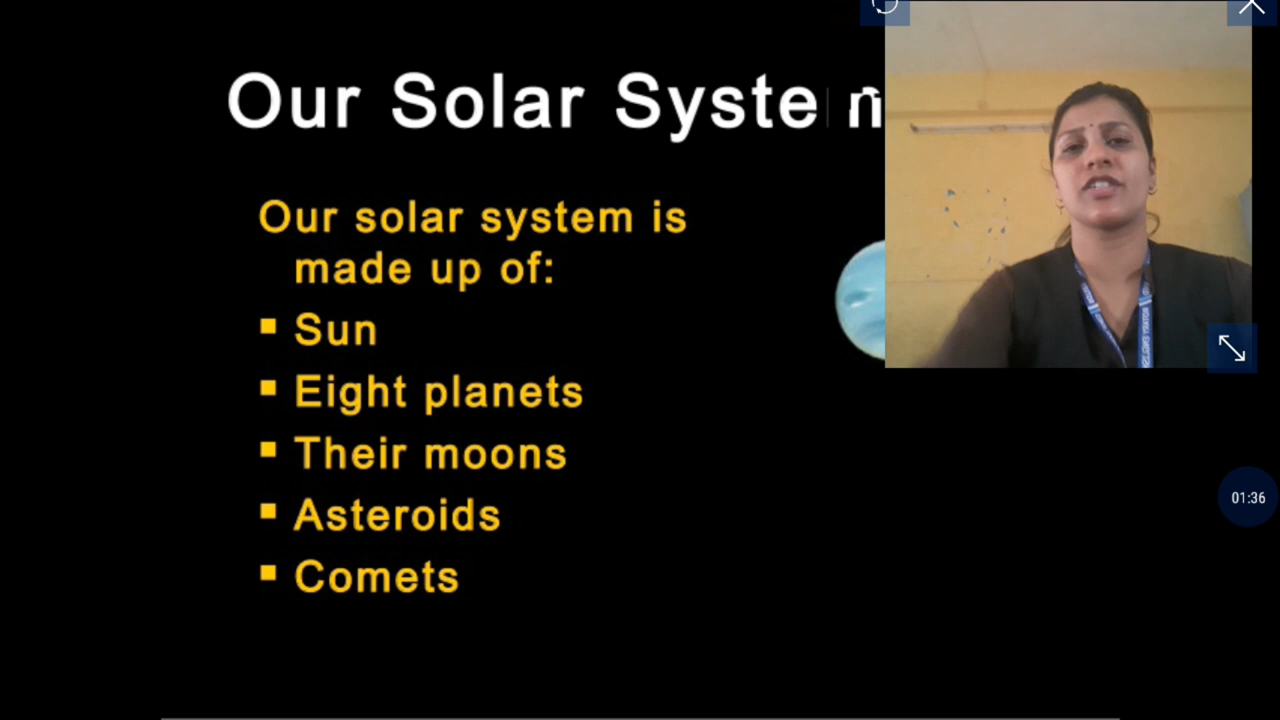 Our Solar System
Our solar system is
made up of:
▪ Sun
▪ Eight planets
▪ Their moons
▪ Asteroids
▪ Comets
01:36